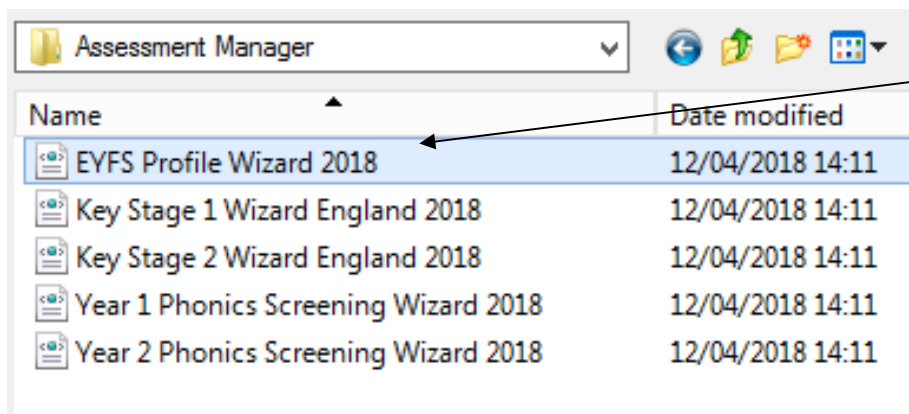 Assessment Manager
Name Date modified
EYFS Profile Wizard 2018 12/04/2018 14:11
Key Stage 1 Wizard England 2018 12/04/2018 14:11
Key Stage 2 Wizard England 2018 12/04/2018 14:11
Year 1 Phonics Screening Wizard 2018 12/04/2018 14:11
Year 2 Phonics Screening Wizard 2018 12/04/2018 14:11